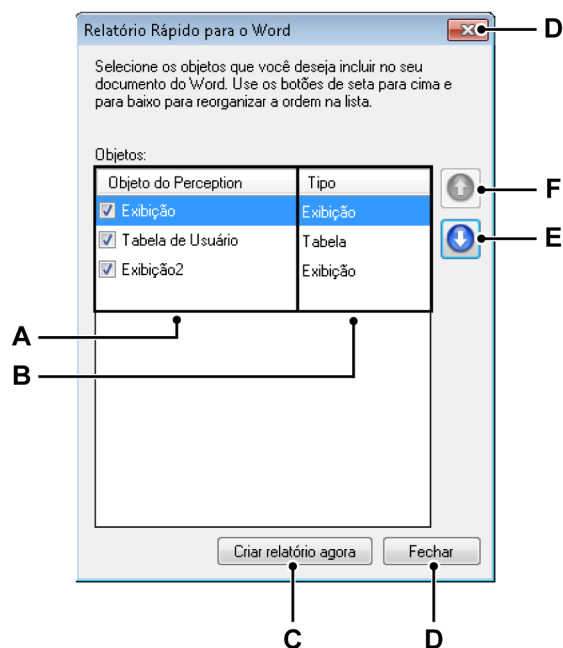 Relatório Rápido para o Word
D
Selecione os objetos que você deseja incluir no seu
documento do Word. Use os botões de seta para cima e
para baixo para reorganizar a ordem na lista.
Objetos:
Objeto do Perception Tipo
F
Exibição Exibição
Tabela de Usuário Tabela
E
Exibição2 Exibição
A
B
Criar relatório agora Fechar
C D